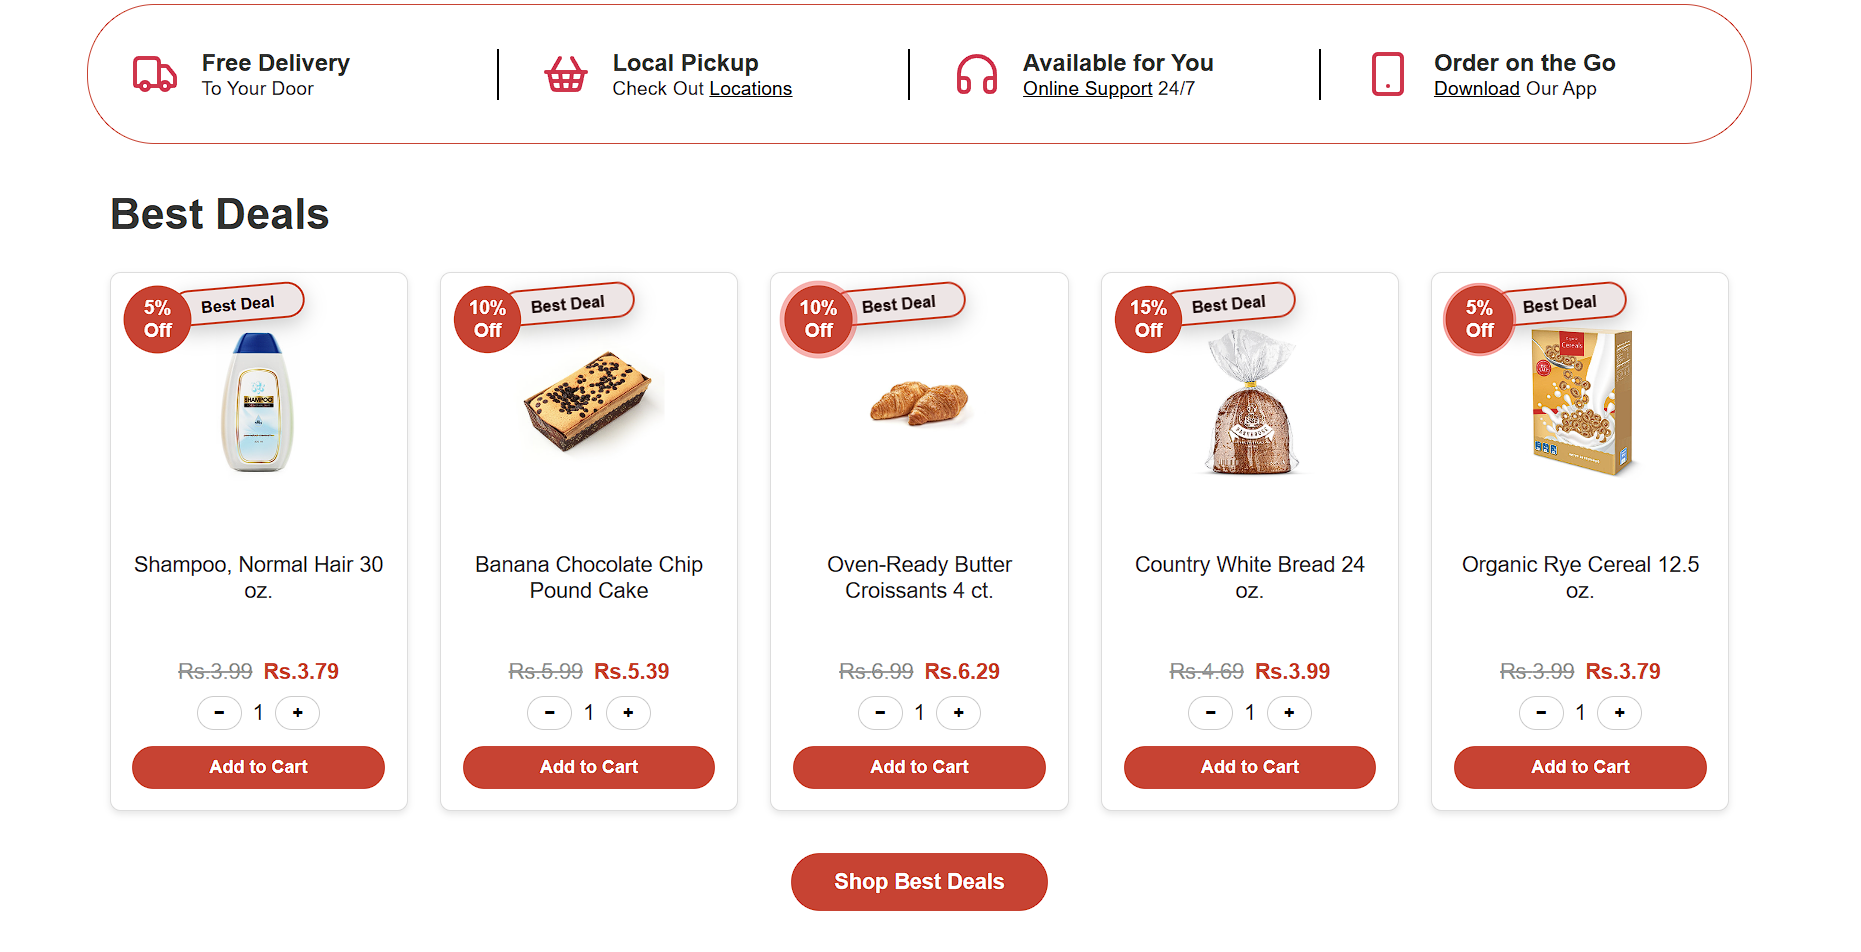 Free Delivery
To Your Door
Local Pickup
Check Out Locations
Available for You
Online Support 24/7
Order on the Go
Download Our App
Best Deals
5%
Off
Best Deal
SHAMPOO
Shampoo, Normal Hair 30
oz.
Rs.3.99 Rs.3.79
- 1 +
Add to Cart
10%
Off
Best Deal
Banana Chocolate Chip
Pound Cake
Rs.5.99 Rs.5.39
- 1 +
Add to Cart
10%
Off
Best Deal
Oven-Ready Butter
Croissants 4 ct.
Rs.6.99 Rs.6.29
- 1 +
Add to Cart
15%
Off
Best Deal
Country White Bread 24
oz.
Rs.4.69 Rs.3.99
- 1 +
Add to Cart
5%
Off
Best Deal
Cereals
Organic Rye Cereal 12.5
oz.
Rs.3.99 Rs.3.79
- 1 +
Add to Cart
Shop Best Deals